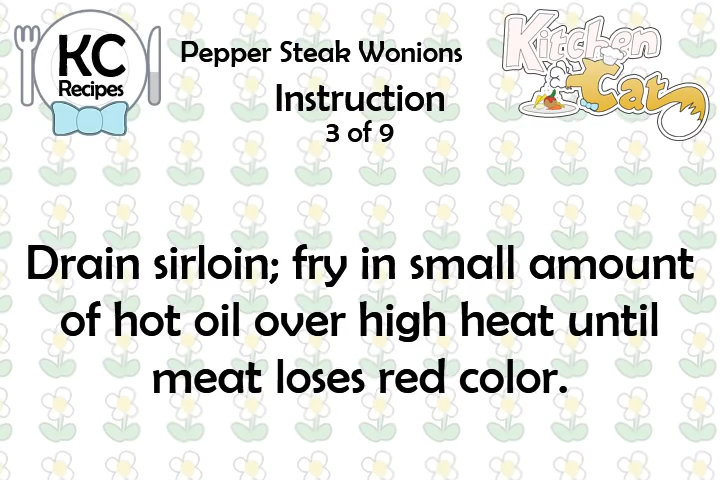 KC
Recipes
Pepper Steak Wonions
Instruction
3 of 9
Kitchen
Cat
Drain sirloin; fry in small amount
of hot oil over high heat until
meat loses red color.